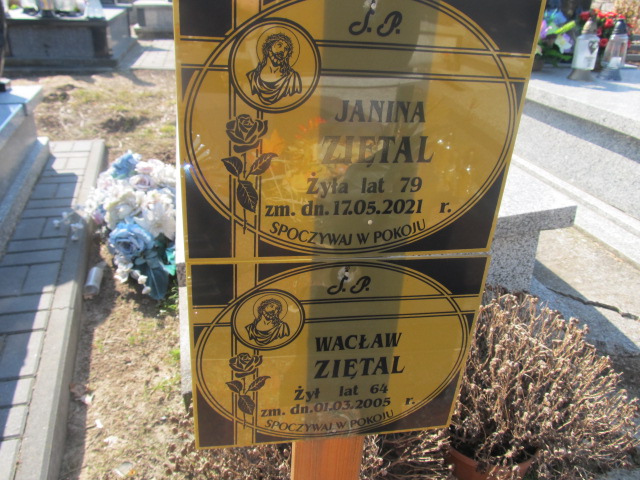 Ś. P.
JANINA
ZIĘTAL
Żyła lat 79
zm. dn. 17.05.2021 r.
SPOCZYWAJ W POKOJU
Ś. P.
WACŁAW
ZIĘTAL
Żył lat 64
zm. dn. 01.03.2005 r.
SPOCZYWAJ W POKOJU